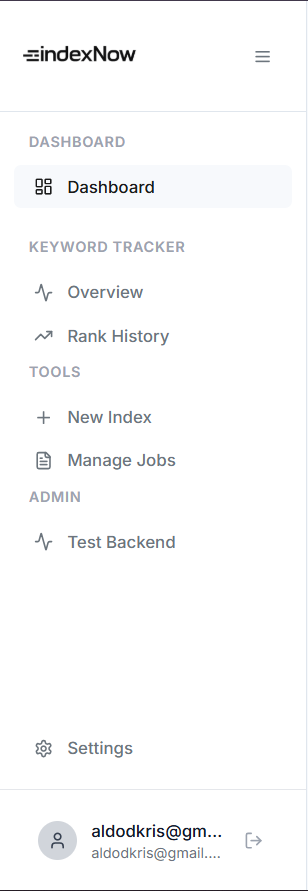 indexNow
DASHBOARD
Dashboard
KEYWORD TRACKER
Overview
Rank History
TOOLS
New Index
Manage Jobs
ADMIN
Test Backend
Settings
aldodkris@gm...
aldodkris@gmail....